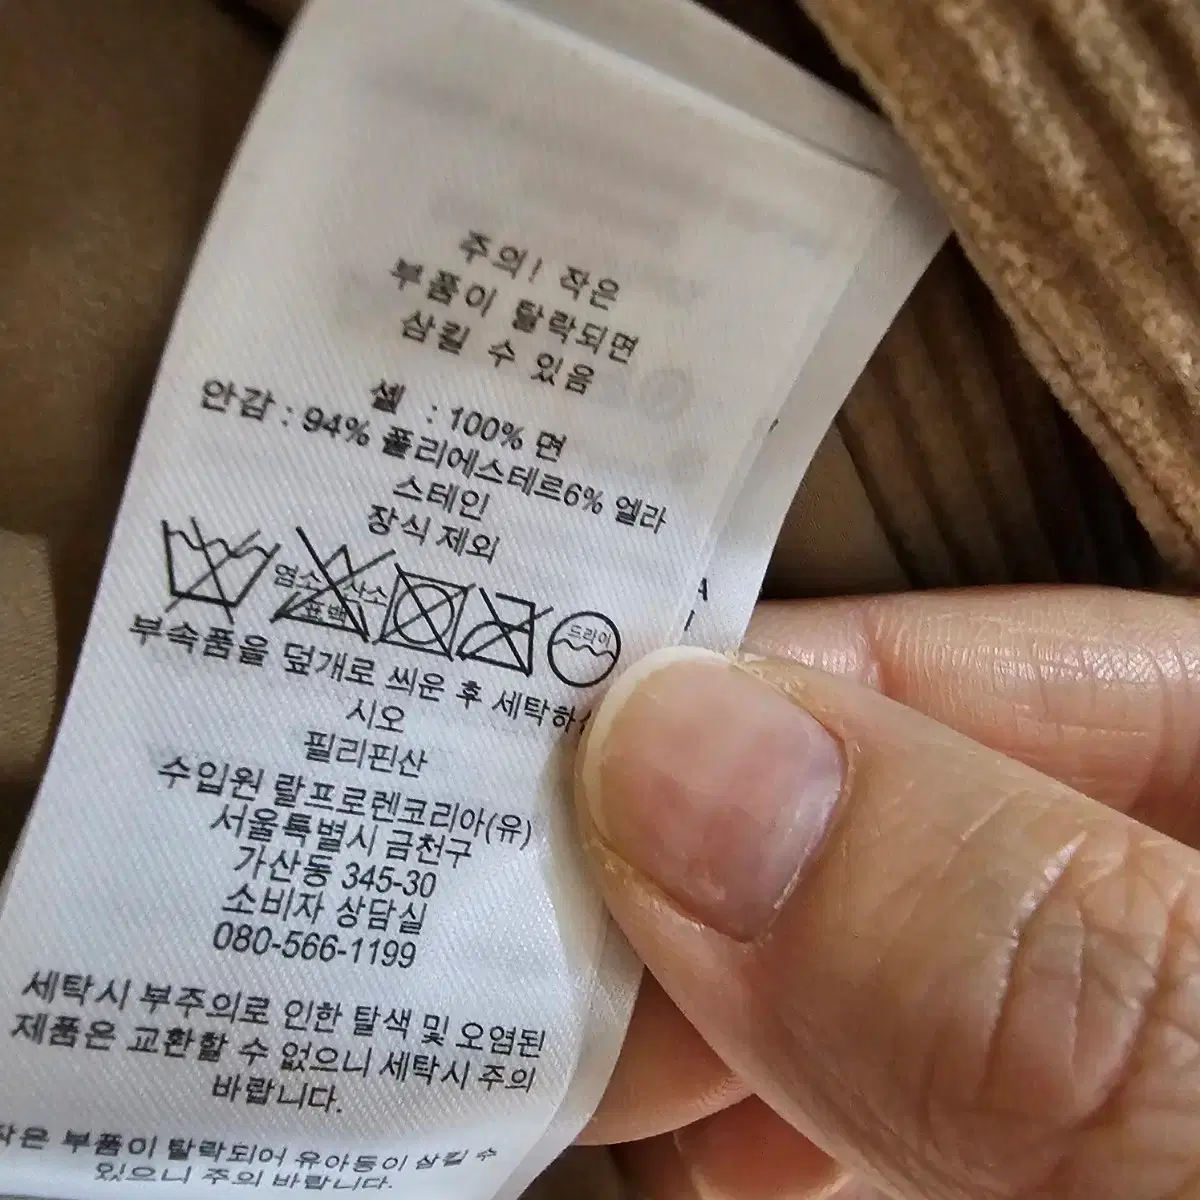 주의! 작은
부품이 탈락되면
삼킬 수 있음
셸 : 100% 면
안감 : 94% 폴리에스테르6% 엘라
스테인
장식 제외
염소 산소
표백
드라이
부속품을 덮개로 씌운 후 세탁하
시오
필리핀산
수입원 랄프로렌코리아(유)
서울특별시 금천구
가산동 345-30
소비자 상담실
080-566-1199
세탁시 부주의로 인한 탈색 및 오염된
제품은 교환할 수 없으니 세탁시 주의
바랍니다.
작은 부품이 탈락되어 유아등이 삼킬 수
있으니 주의 바랍니다.